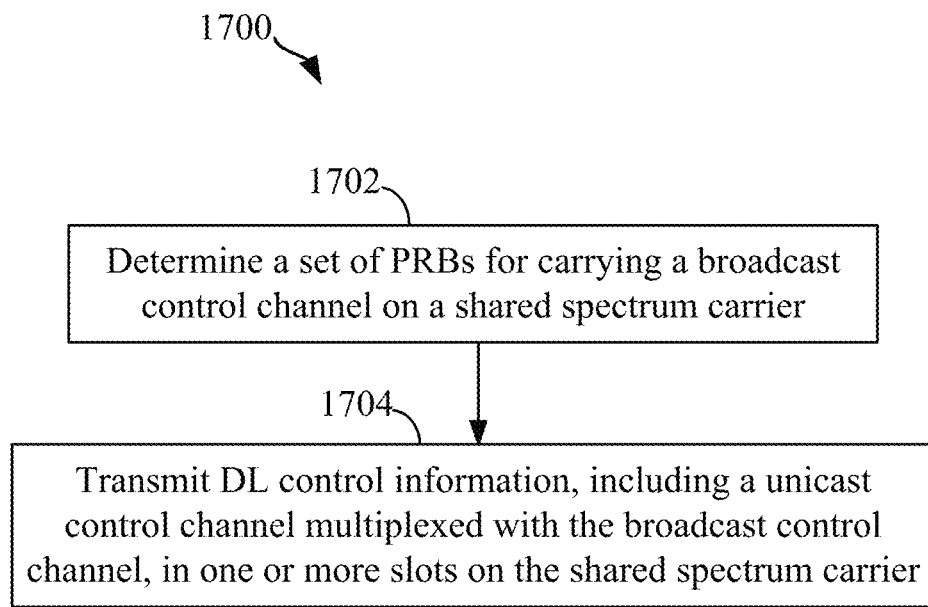 1700
1702
Determine a set of PRBs for carrying a broadcast
control channel on a shared spectrum carrier
1704
Transmit DL control information, including a unicast
control channel multiplexed with the broadcast control
channel, in one or more slots on the shared spectrum carrier